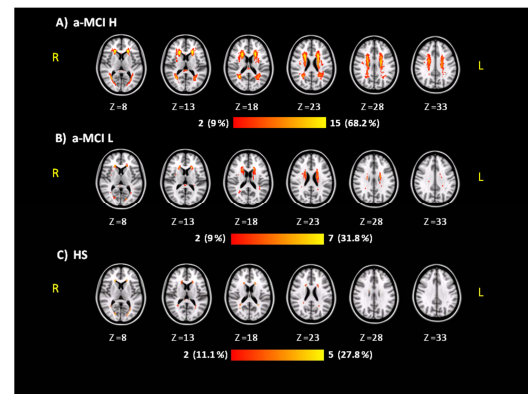 A) a-MCI H
R
L
Z =8 Z =13 Z =18 Z =23 Z =28 Z =33
2 (9 %) 15 (68.2 %)
B) a-MCI L
R
L
Z =8 Z =13 Z =18 Z =23 Z =28 Z =33
2 (9 %) 7 (31.8 %)
C) HS
R
L
Z =8 Z =13 Z =18 Z =23 Z =28 Z =33
2 (11.1 %) 5 (27.8 %)